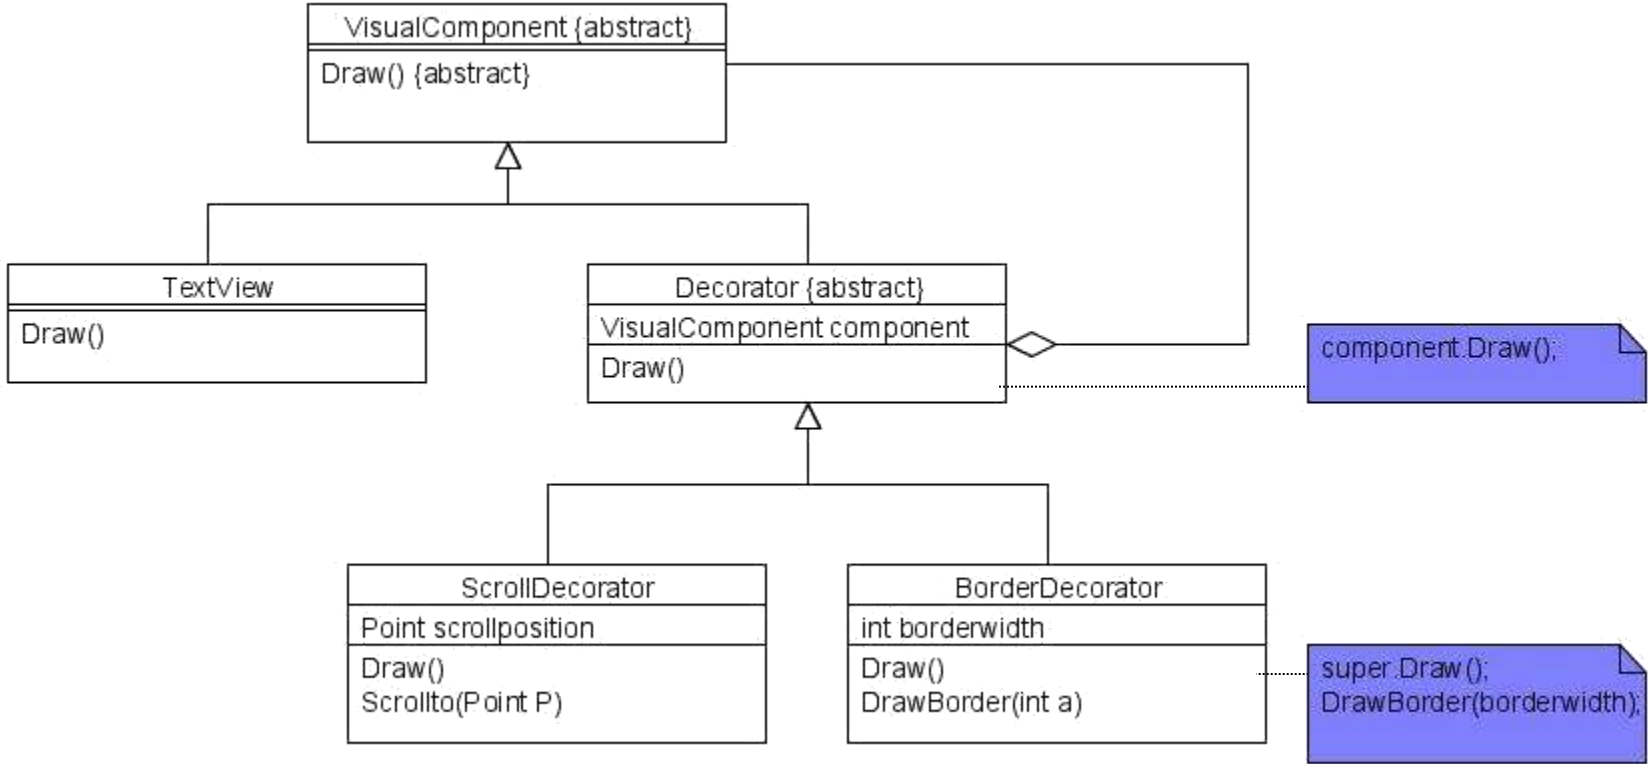 VisualComponent {abstract}
Draw() {abstract}
TextView
Draw()
Decorator {abstract}
VisualComponent component
Draw()
component.Draw();
ScrollDecorator
Point scrollposition
Draw()
Scrollto(Point P)
BorderDecorator
int borderwidth
Draw()
DrawBorder(int a)
super.Draw();
DrawBorder(borderwidth);